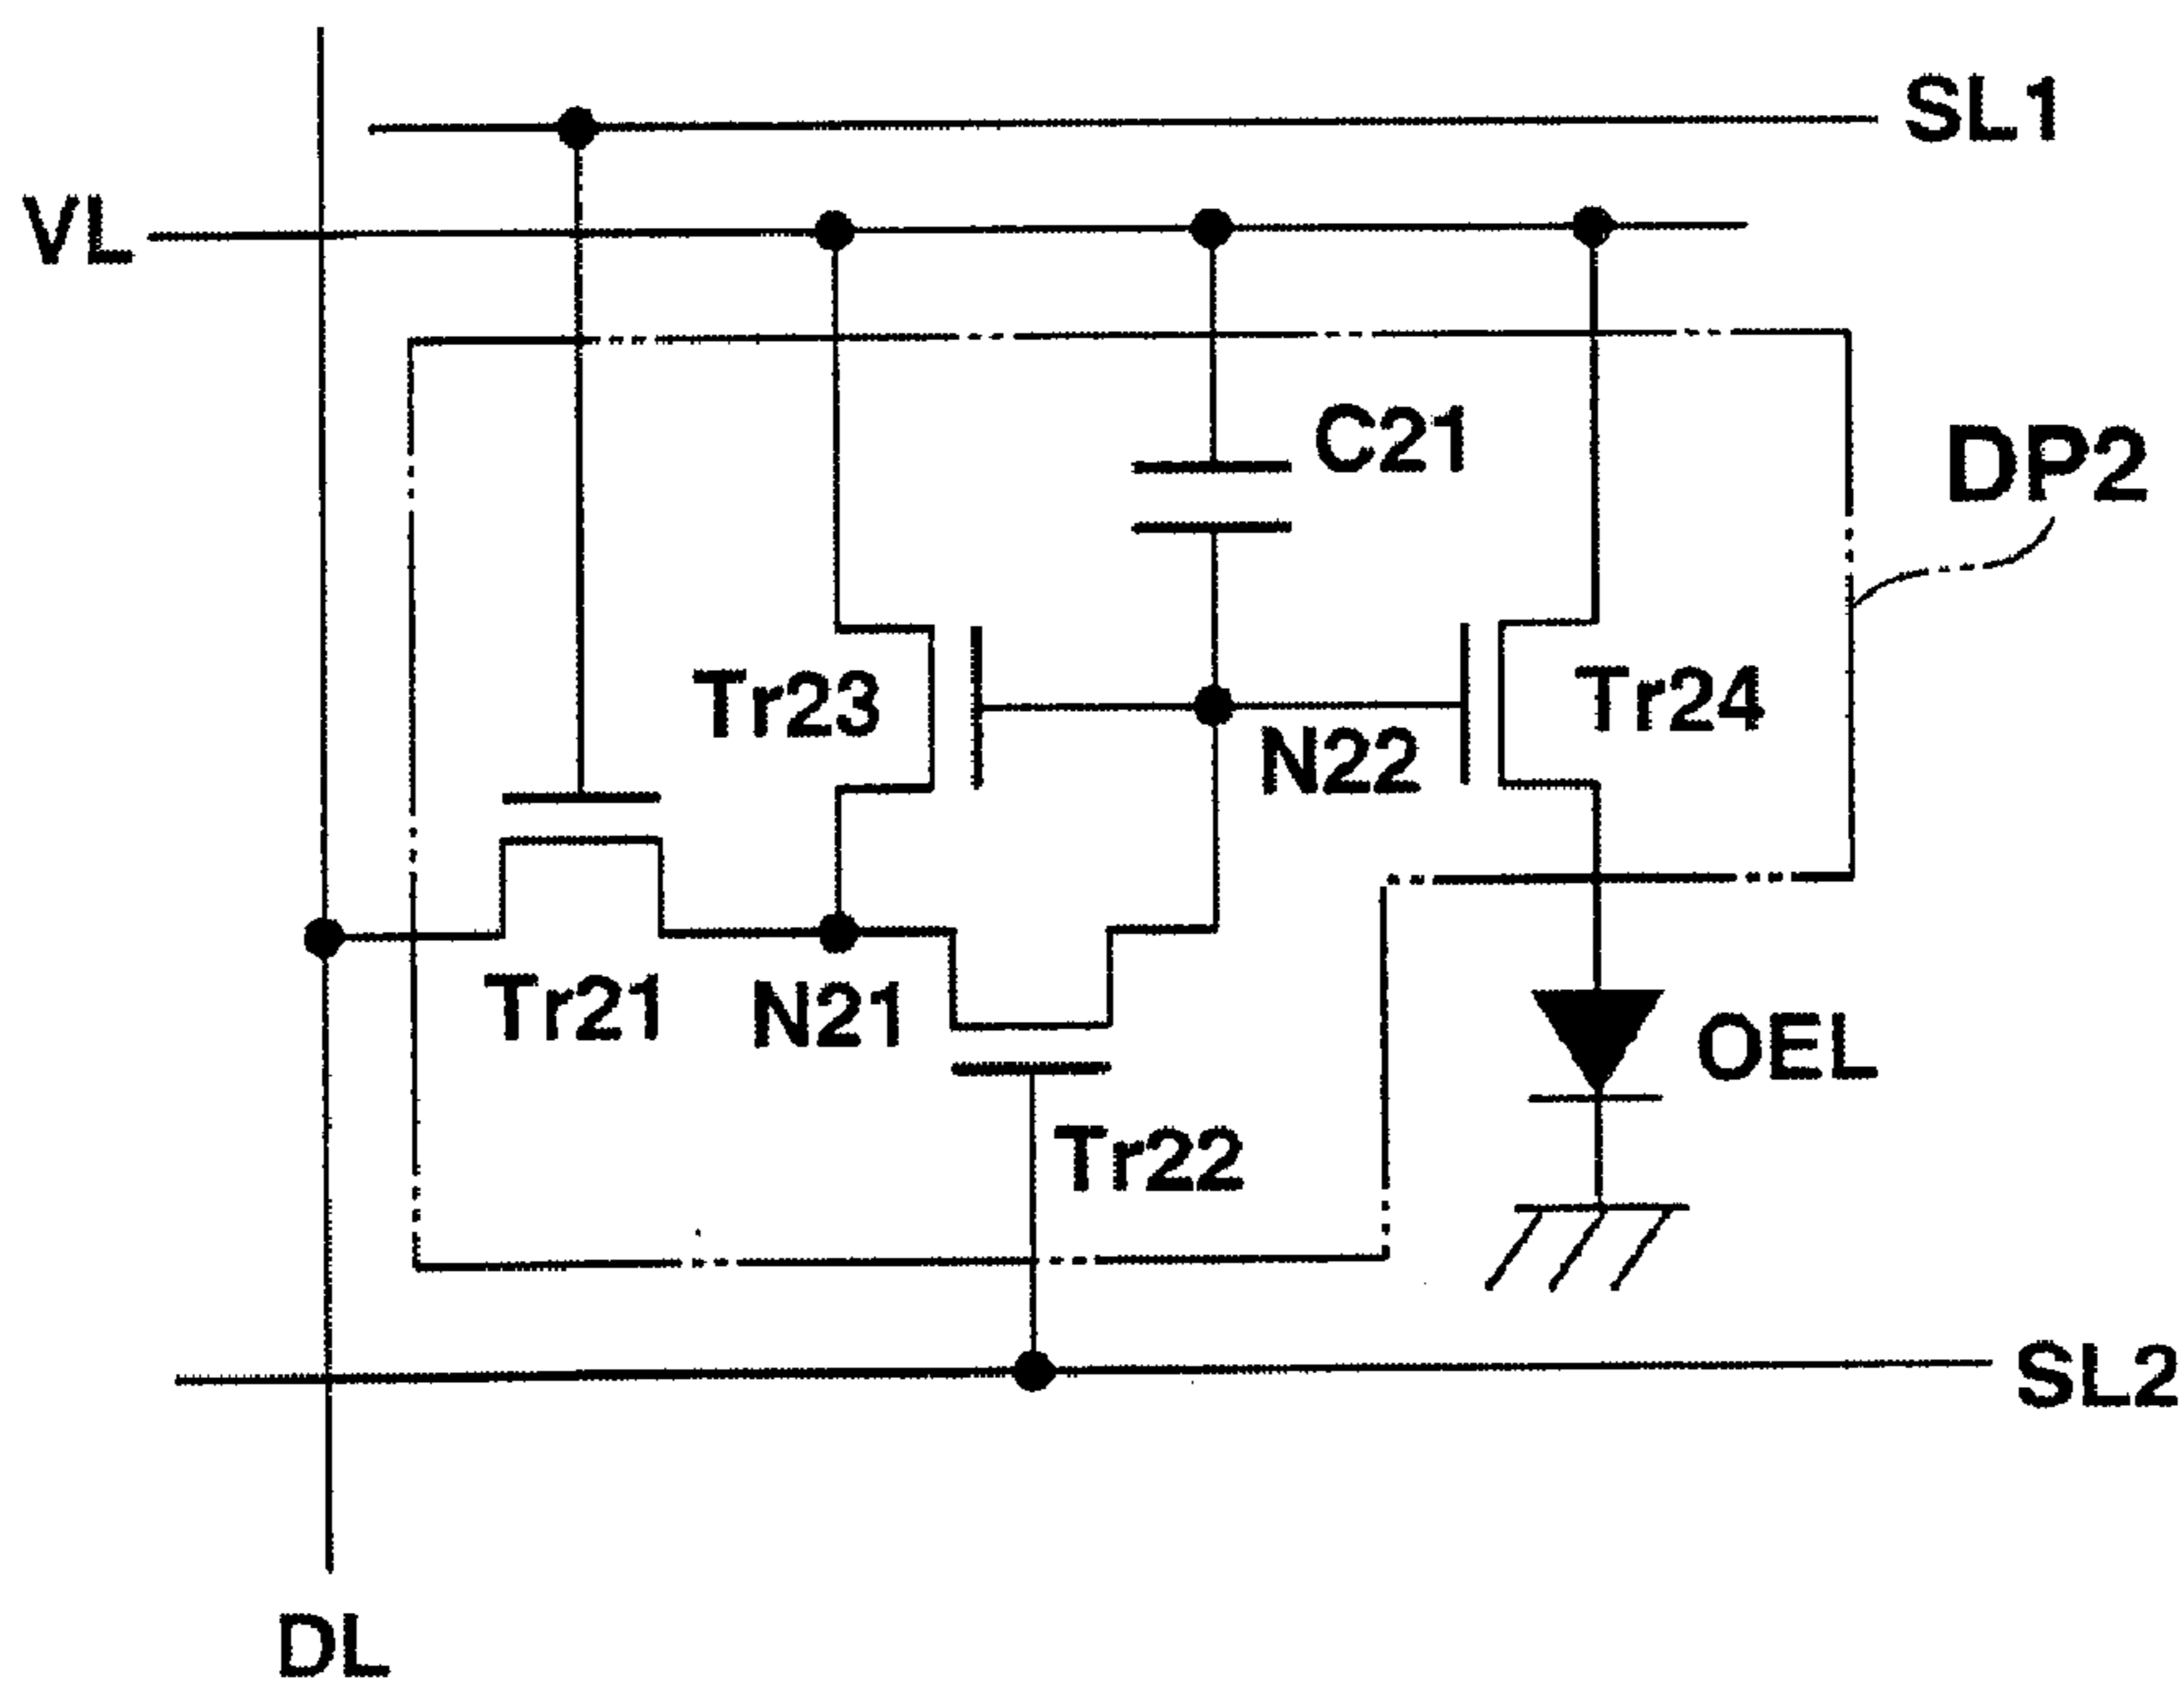 SL1
VL
C21
DP2
Tr23
Tr24
N22
Tr21
N21
OEL
Tr22
SL2
DL